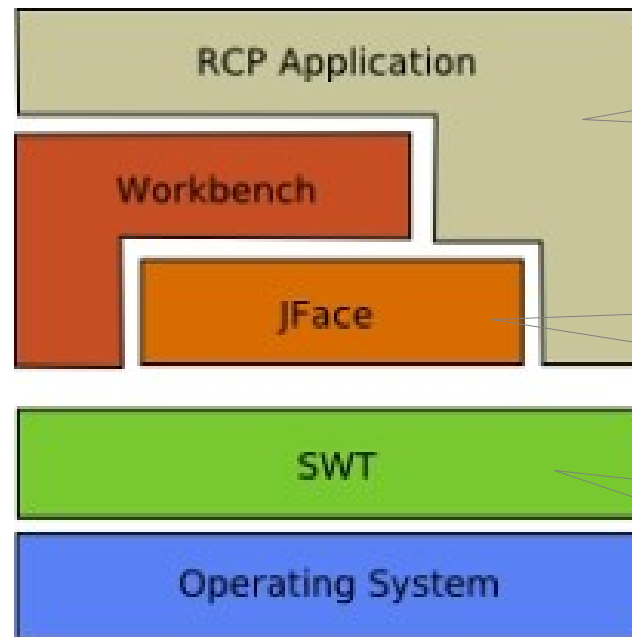 RCP Application
Workbench
JFace
SWT
Operating System